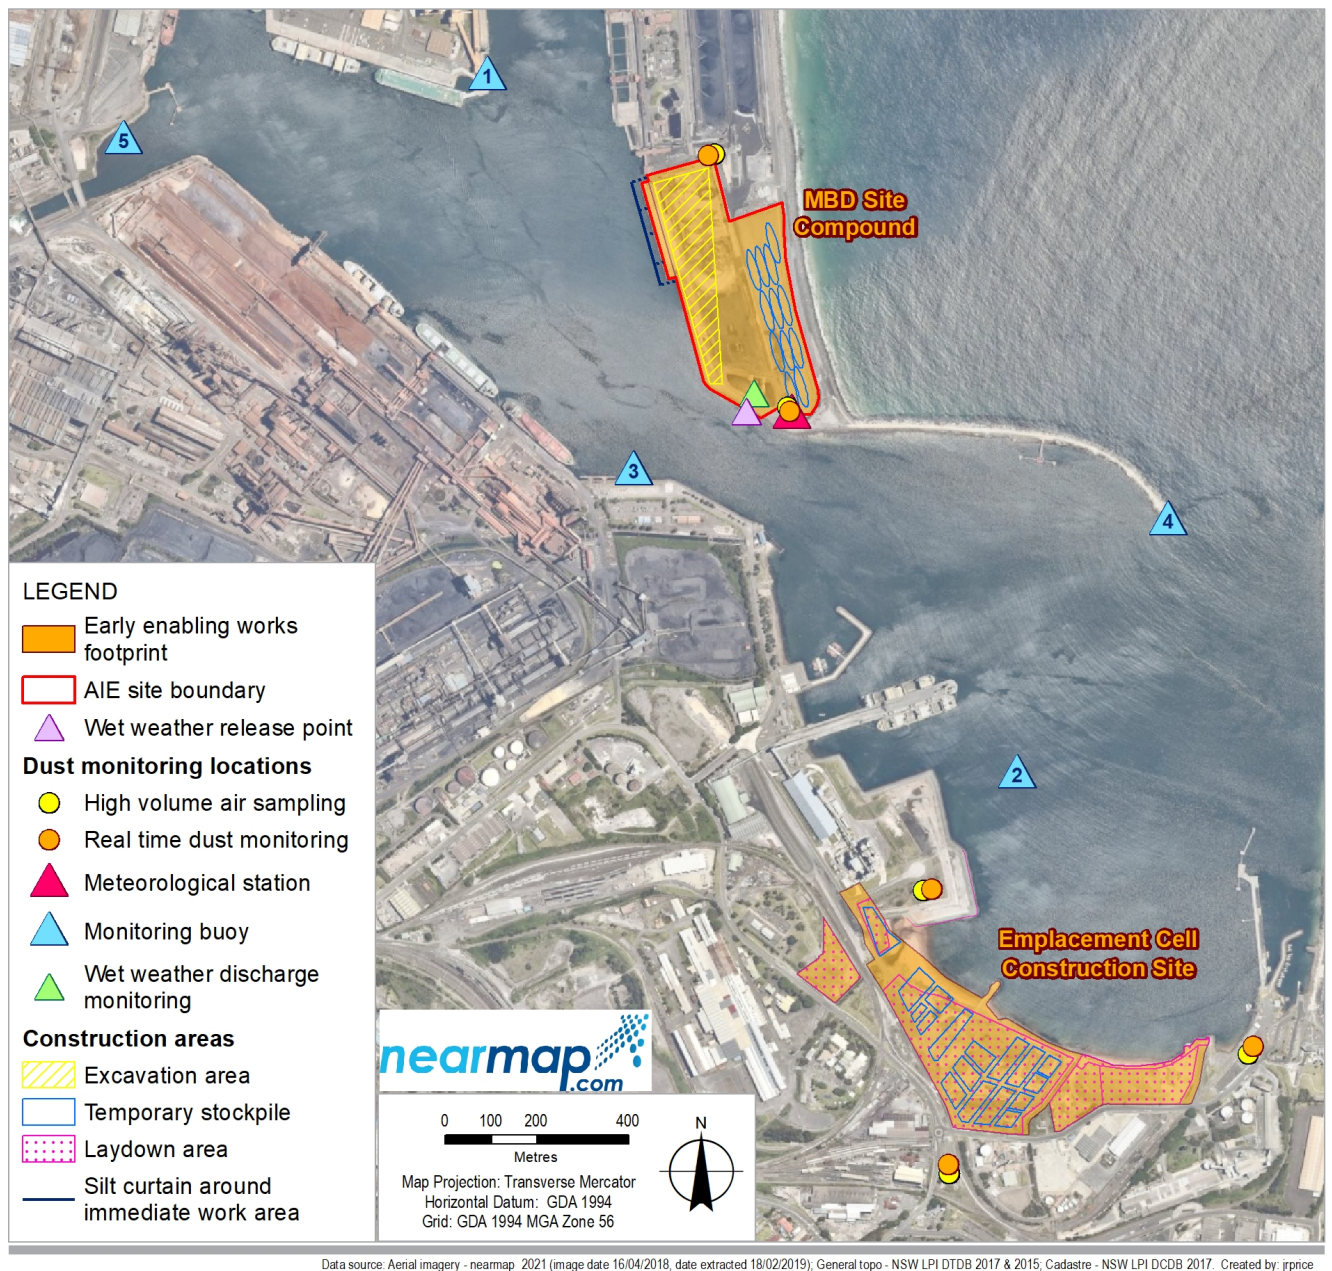 1
5
MBD Site
Compound
3
4
2
Emplacement Cell
Construction Site
LEGEND
Early enabling works
footprint
AIE site boundary
Wet weather release point
Dust monitoring locations
High volume air sampling
Real time dust monitoring
Meteorological station
Monitoring buoy
Wet weather discharge
monitoring
Construction areas
Excavation area
Temporary stockpile
Laydown area
Silt curtain around
immediate work area
nearmap
.com
0 100 200 400
Metres
Map Projection: Transverse Mercator
Horizontal Datum: GDA 1994
Grid: GDA 1994 MGA Zone 56
N
Data source: Aerial imagery - nearmap 2021 (image date 16/04/2018, date extracted 18/02/2019); General topo - NSW LPI DTDB 2017 & 2015; Cadastre - NSW LPI DCDB 2017. Created by: jrprice